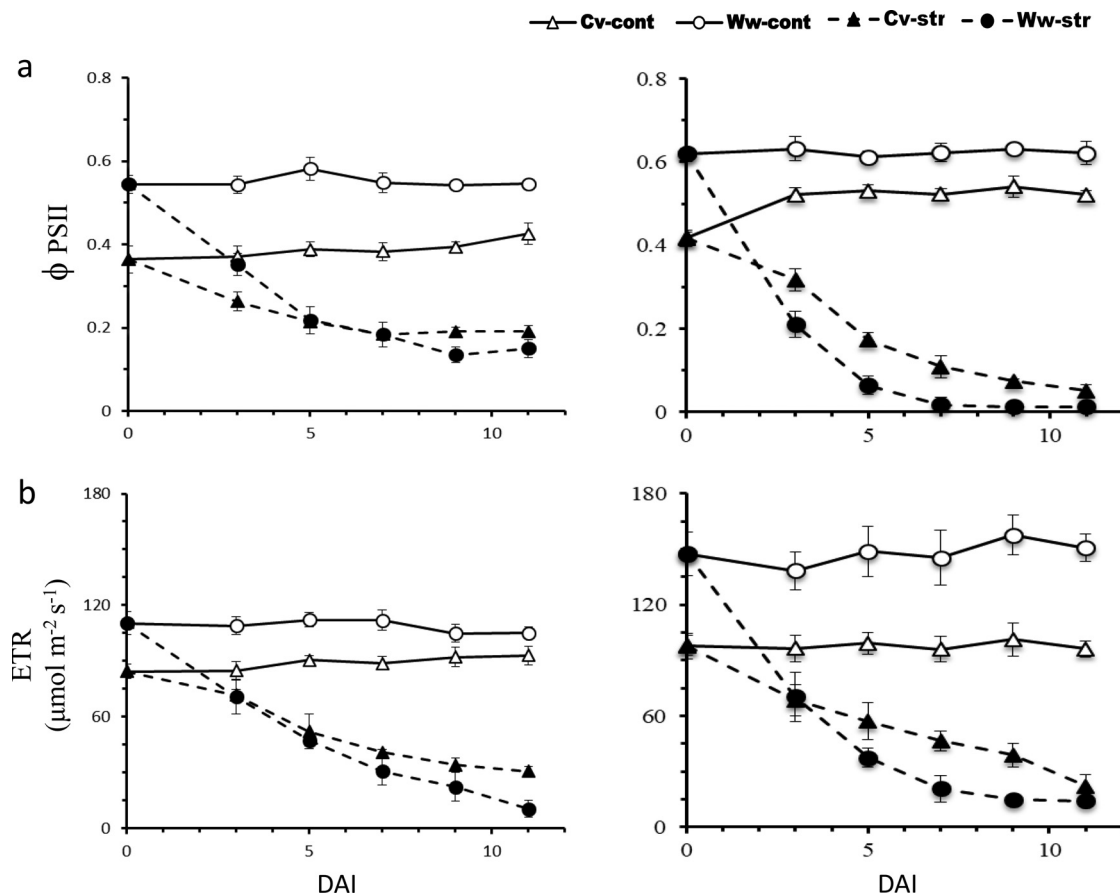 Cv-cont Ww-cont Cv-str Ww-str
a
0.8 0.8
0.6 0.6
0.4 0.4
0.2 0.2
0 0
0 5 10 0 5 10
ϕ PSII
b
180 180
120 120
60 60
0 0
0 5 10 0 5 10
ETR
(µmol m⁻² s⁻¹)
DAI DAI